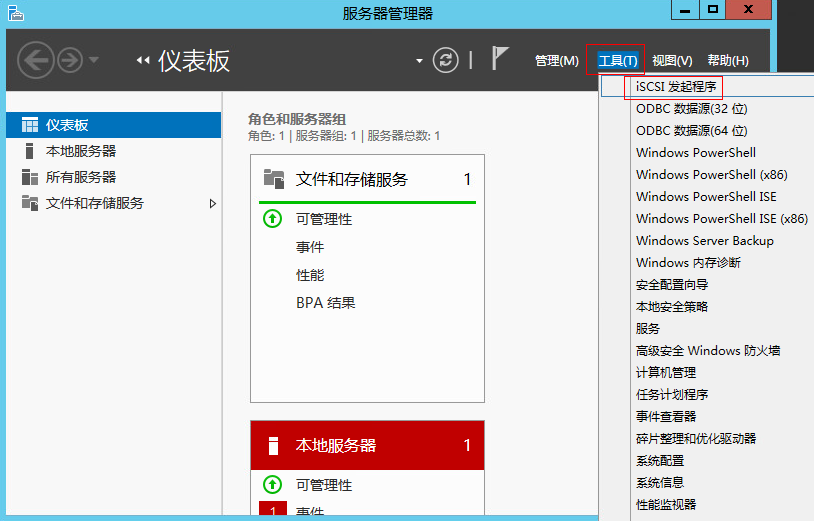 服务器管理器
仪表板
管理(M) 工具(T) 视图(V) 帮助(H)
仪表板
本地服务器
所有服务器
文件和存储服务
角色和服务器组
角色: 1 | 服务器组: 1 | 服务器总数: 1
文件和存储服务 1
可管理性
事件
性能
BPA 结果
本地服务器 1
可管理性
1 事件
iSCSI 发起程序
ODBC 数据源(32 位)
ODBC 数据源(64 位)
Windows PowerShell
Windows PowerShell (x86)
Windows PowerShell ISE
Windows PowerShell ISE (x86)
Windows Server Backup
Windows 内存诊断
安全配置向导
本地安全策略
服务
高级安全 Windows 防火墙
计算机管理
任务计划程序
事件查看器
碎片整理和优化驱动器
系统配置
系统信息
性能监视器